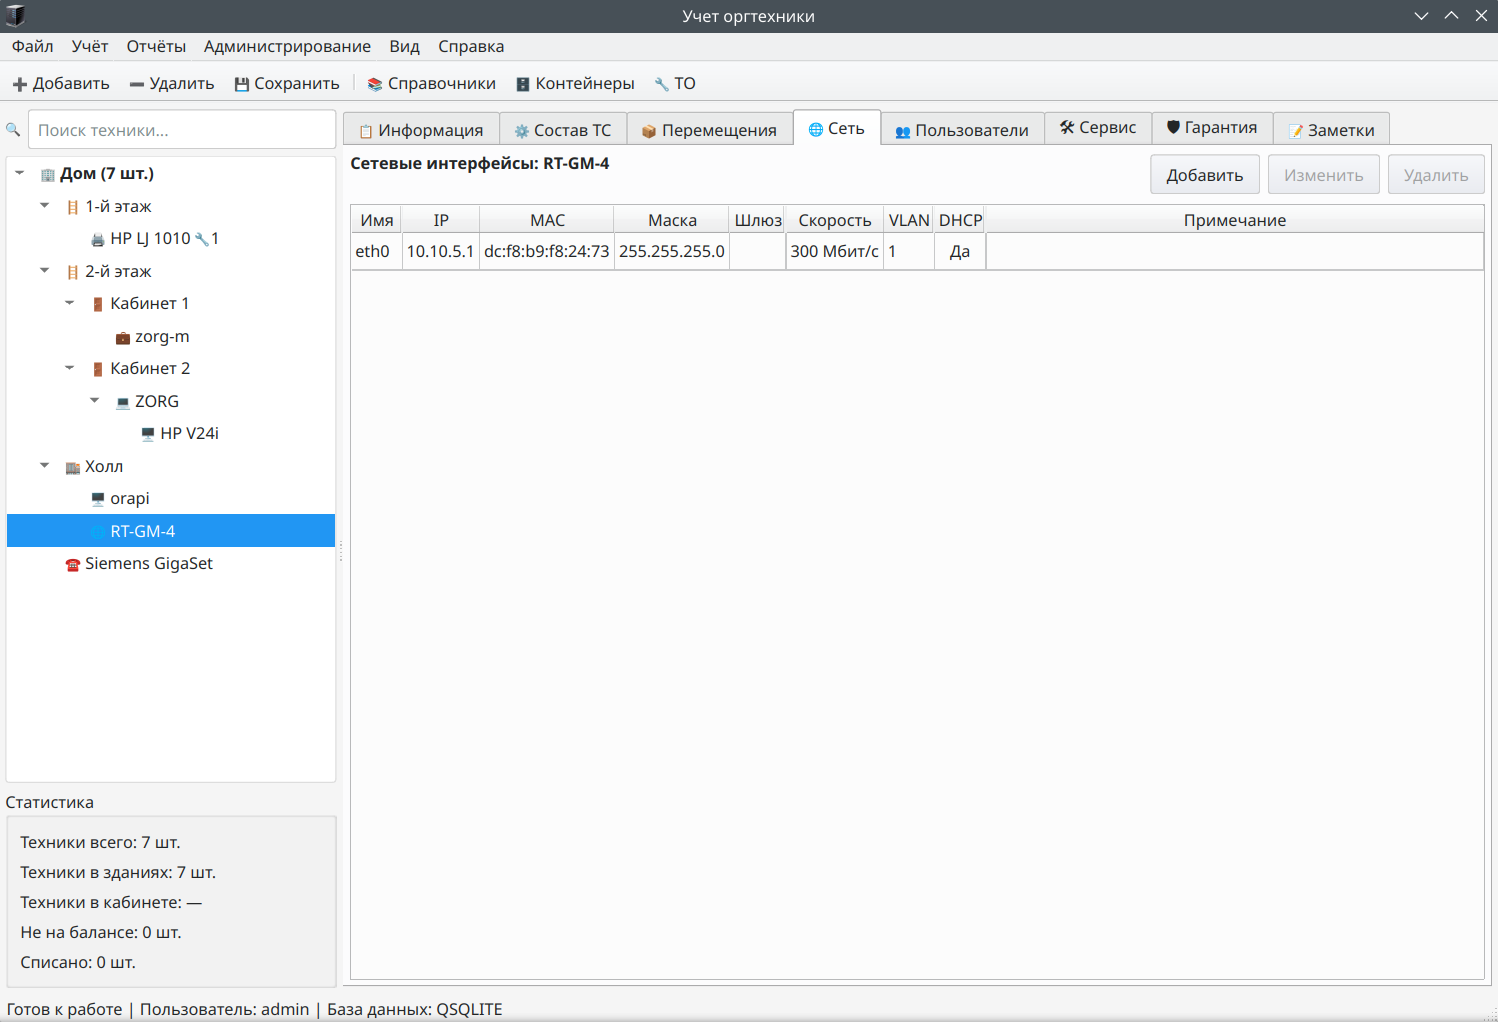 Учет оргтехники
Файл Учёт Отчёты Администрирование Вид Справка
Добавить Удалить Сохранить Справочники Контейнеры ТО
Поиск техники...
Информация Состав ТС Перемещения Сеть Пользователи Сервис Гарантия Заметки
Дом (7 шт.)
1-й этаж
HP LJ 1010 1
2-й этаж
Кабинет 1
zorg-m
Кабинет 2
ZORG
HP V24i
Холл
orapi
RT-GM-4
Siemens GigaSet
Статистика
Техники всего: 7 шт.
Техники в зданиях: 7 шт.
Техники в кабинете: —
Не на балансе: 0 шт.
Списано: 0 шт.
Сетевые интерфейсы: RT-GM-4
Добавить Изменить Удалить
Имя IP MAC Маска Шлюз Скорость VLAN DHCP Примечание
eth0 10.10.5.1 dc:f8:b9:f8:24:73 255.255.255.0 300 Мбит/с 1 Да
Готов к работе | Пользователь: admin | База данных: QSQLITE